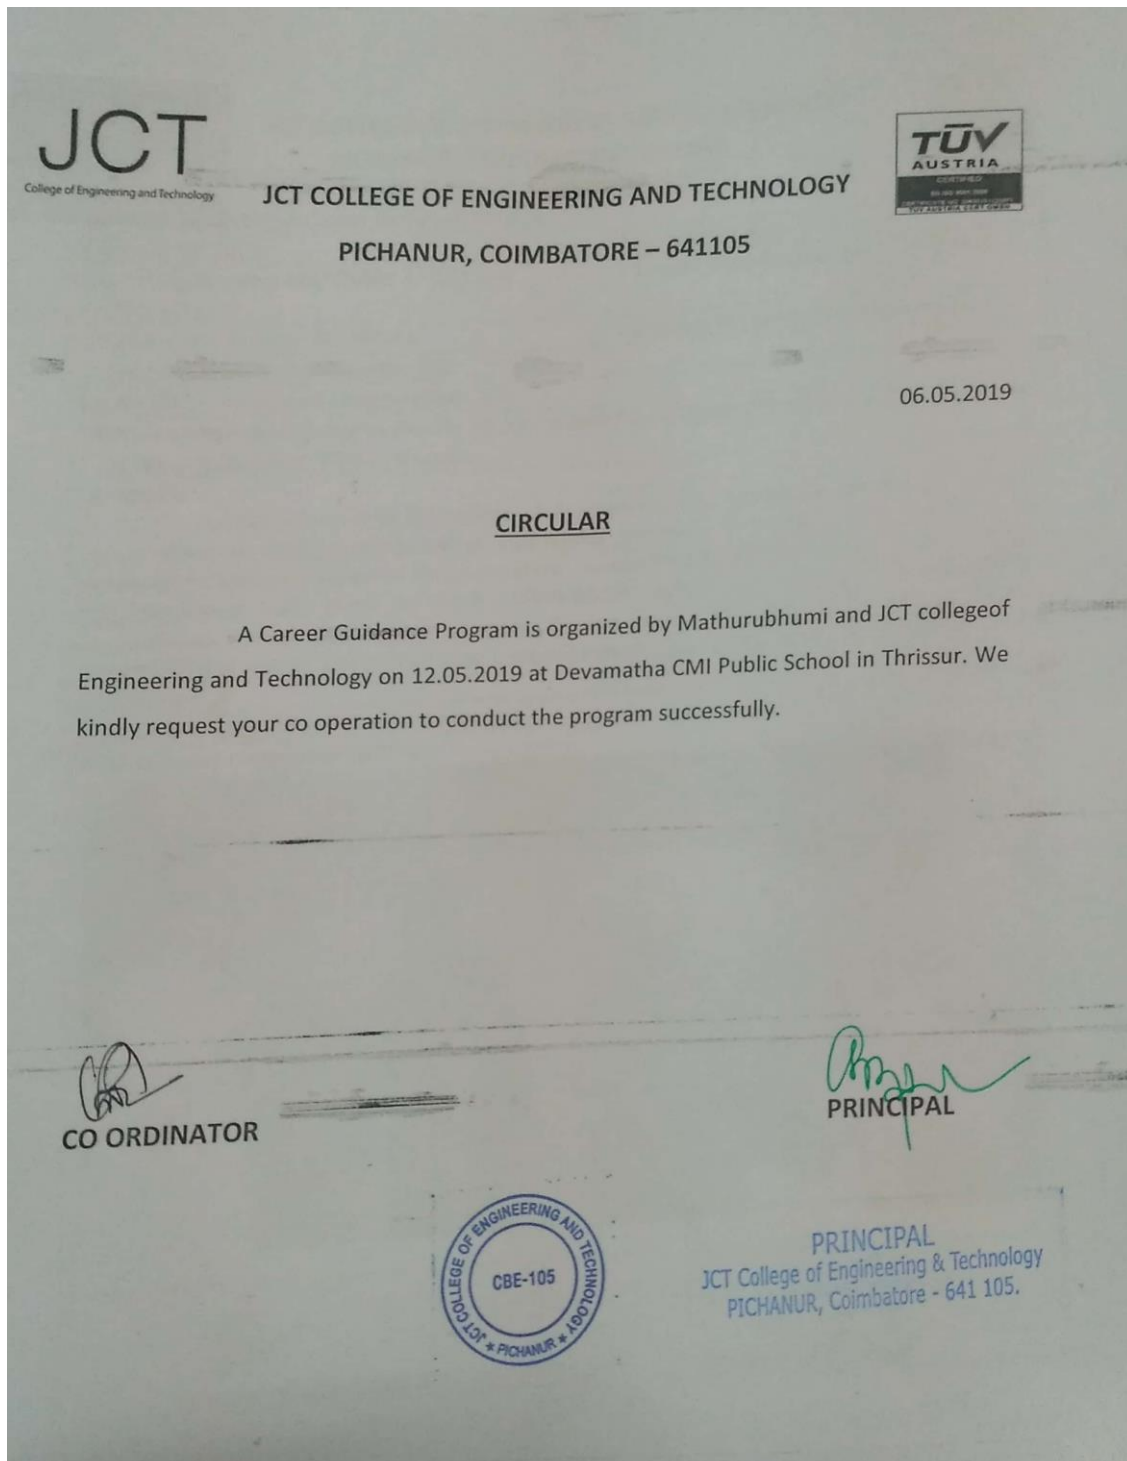 JCT
College of Engineering and Technology
TÜV
AUSTRIA
CERTIFIED
TUV AUSTRIA CERT GMBH
JCT COLLEGE OF ENGINEERING AND TECHNOLOGY
PICHANUR, COIMBATORE – 641105
06.05.2019
CIRCULAR
A Career Guidance Program is organized by Mathurubhumi and JCT collegeof
Engineering and Technology on 12.05.2019 at Devamatha CMI Public School in Thrissur. We
kindly request your co operation to conduct the program successfully.
CO ORDINATOR
PRINCIPAL
JCT COLLEGE OF ENGINEERING AND TECHNOLOGY
CBE-105
★ PICHANUR ★
PRINCIPAL
JCT College of Engineering & Technology
PICHANUR, Coimbatore - 641 105.